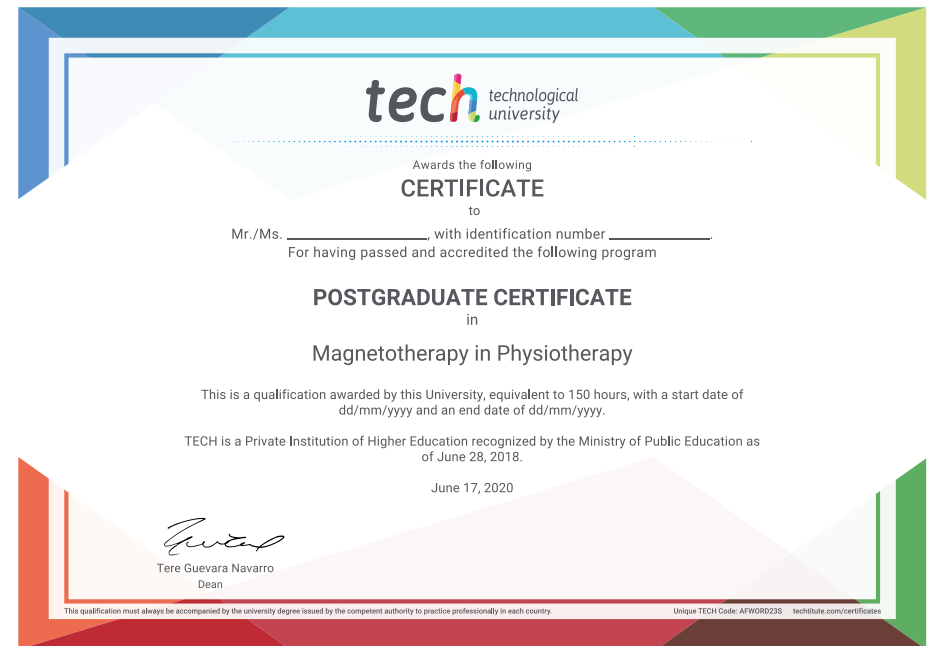 tech technological
university
Awards the following
CERTIFICATE
to
Mr./Ms. ____________________, with identification number ______________.
For having passed and accredited the following program
POSTGRADUATE CERTIFICATE
in
Magnetotherapy in Physiotherapy
This is a qualification awarded by this University, equivalent to 150 hours, with a start date of
dd/mm/yyyy and an end date of dd/mm/yyyy.
TECH is a Private Institution of Higher Education recognized by the Ministry of Public Education as
of June 28, 2018.
June 17, 2020
Tere Guevara Navarro
Dean
This qualification must always be accompanied by the university degree issued by the competent authority to practice professionally in each country.
Unique TECH Code: AFWORD23S techtitute.com/certificates